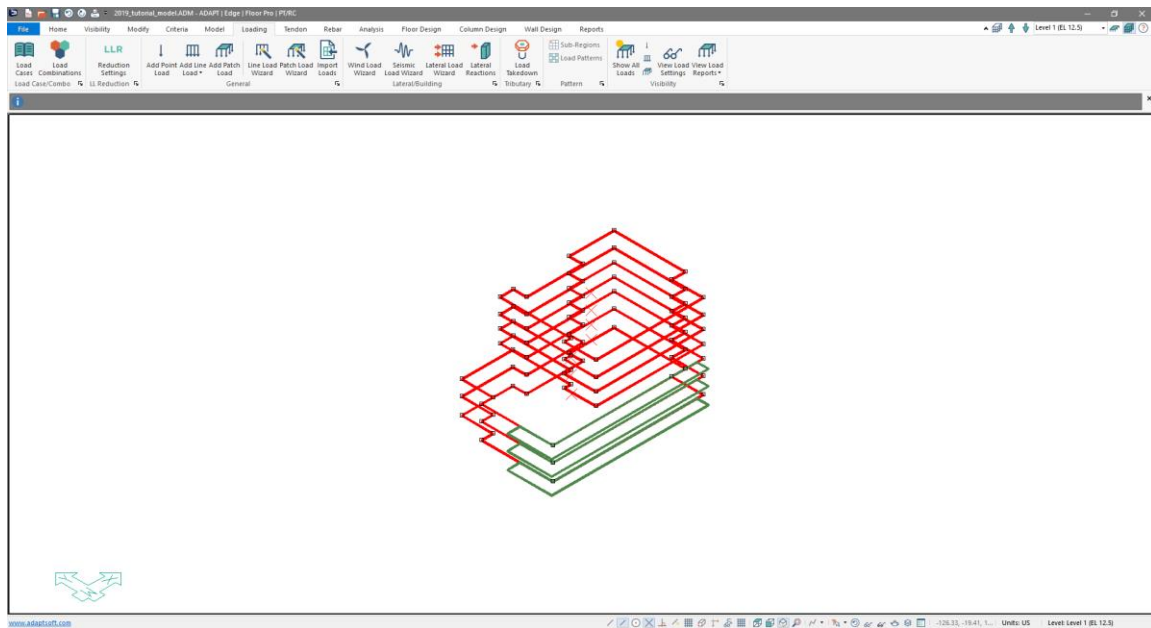 2019_tutorial_model.ADM - ADAPT | Edge | Floor Pro | PT/RC
File Home Visibility Modify Criteria Model Loading Tendon Rebar Analysis Floor Design Column Design Wall Design Reports Level 1 (EL 12.5)
LLR Sub-Regions
Load Patterns
Load Load Reduction Add Point Add Line Add Patch Line Load Patch Load Import Wind Load Seismic Lateral Load Lateral Load Show All View Load View Load
Cases Combinations Settings Load Load Load Wizard Wizard Loads Wizard Load Wizard Wizard Reactions Takedown Loads Settings Reports
Load Case/Combo LL Reduction General Lateral/Building Tributary Pattern Visibility
www.adaptsoft.com -126.33, -19.41, 1... Units: US Level: Level 1 (EL 12.5)